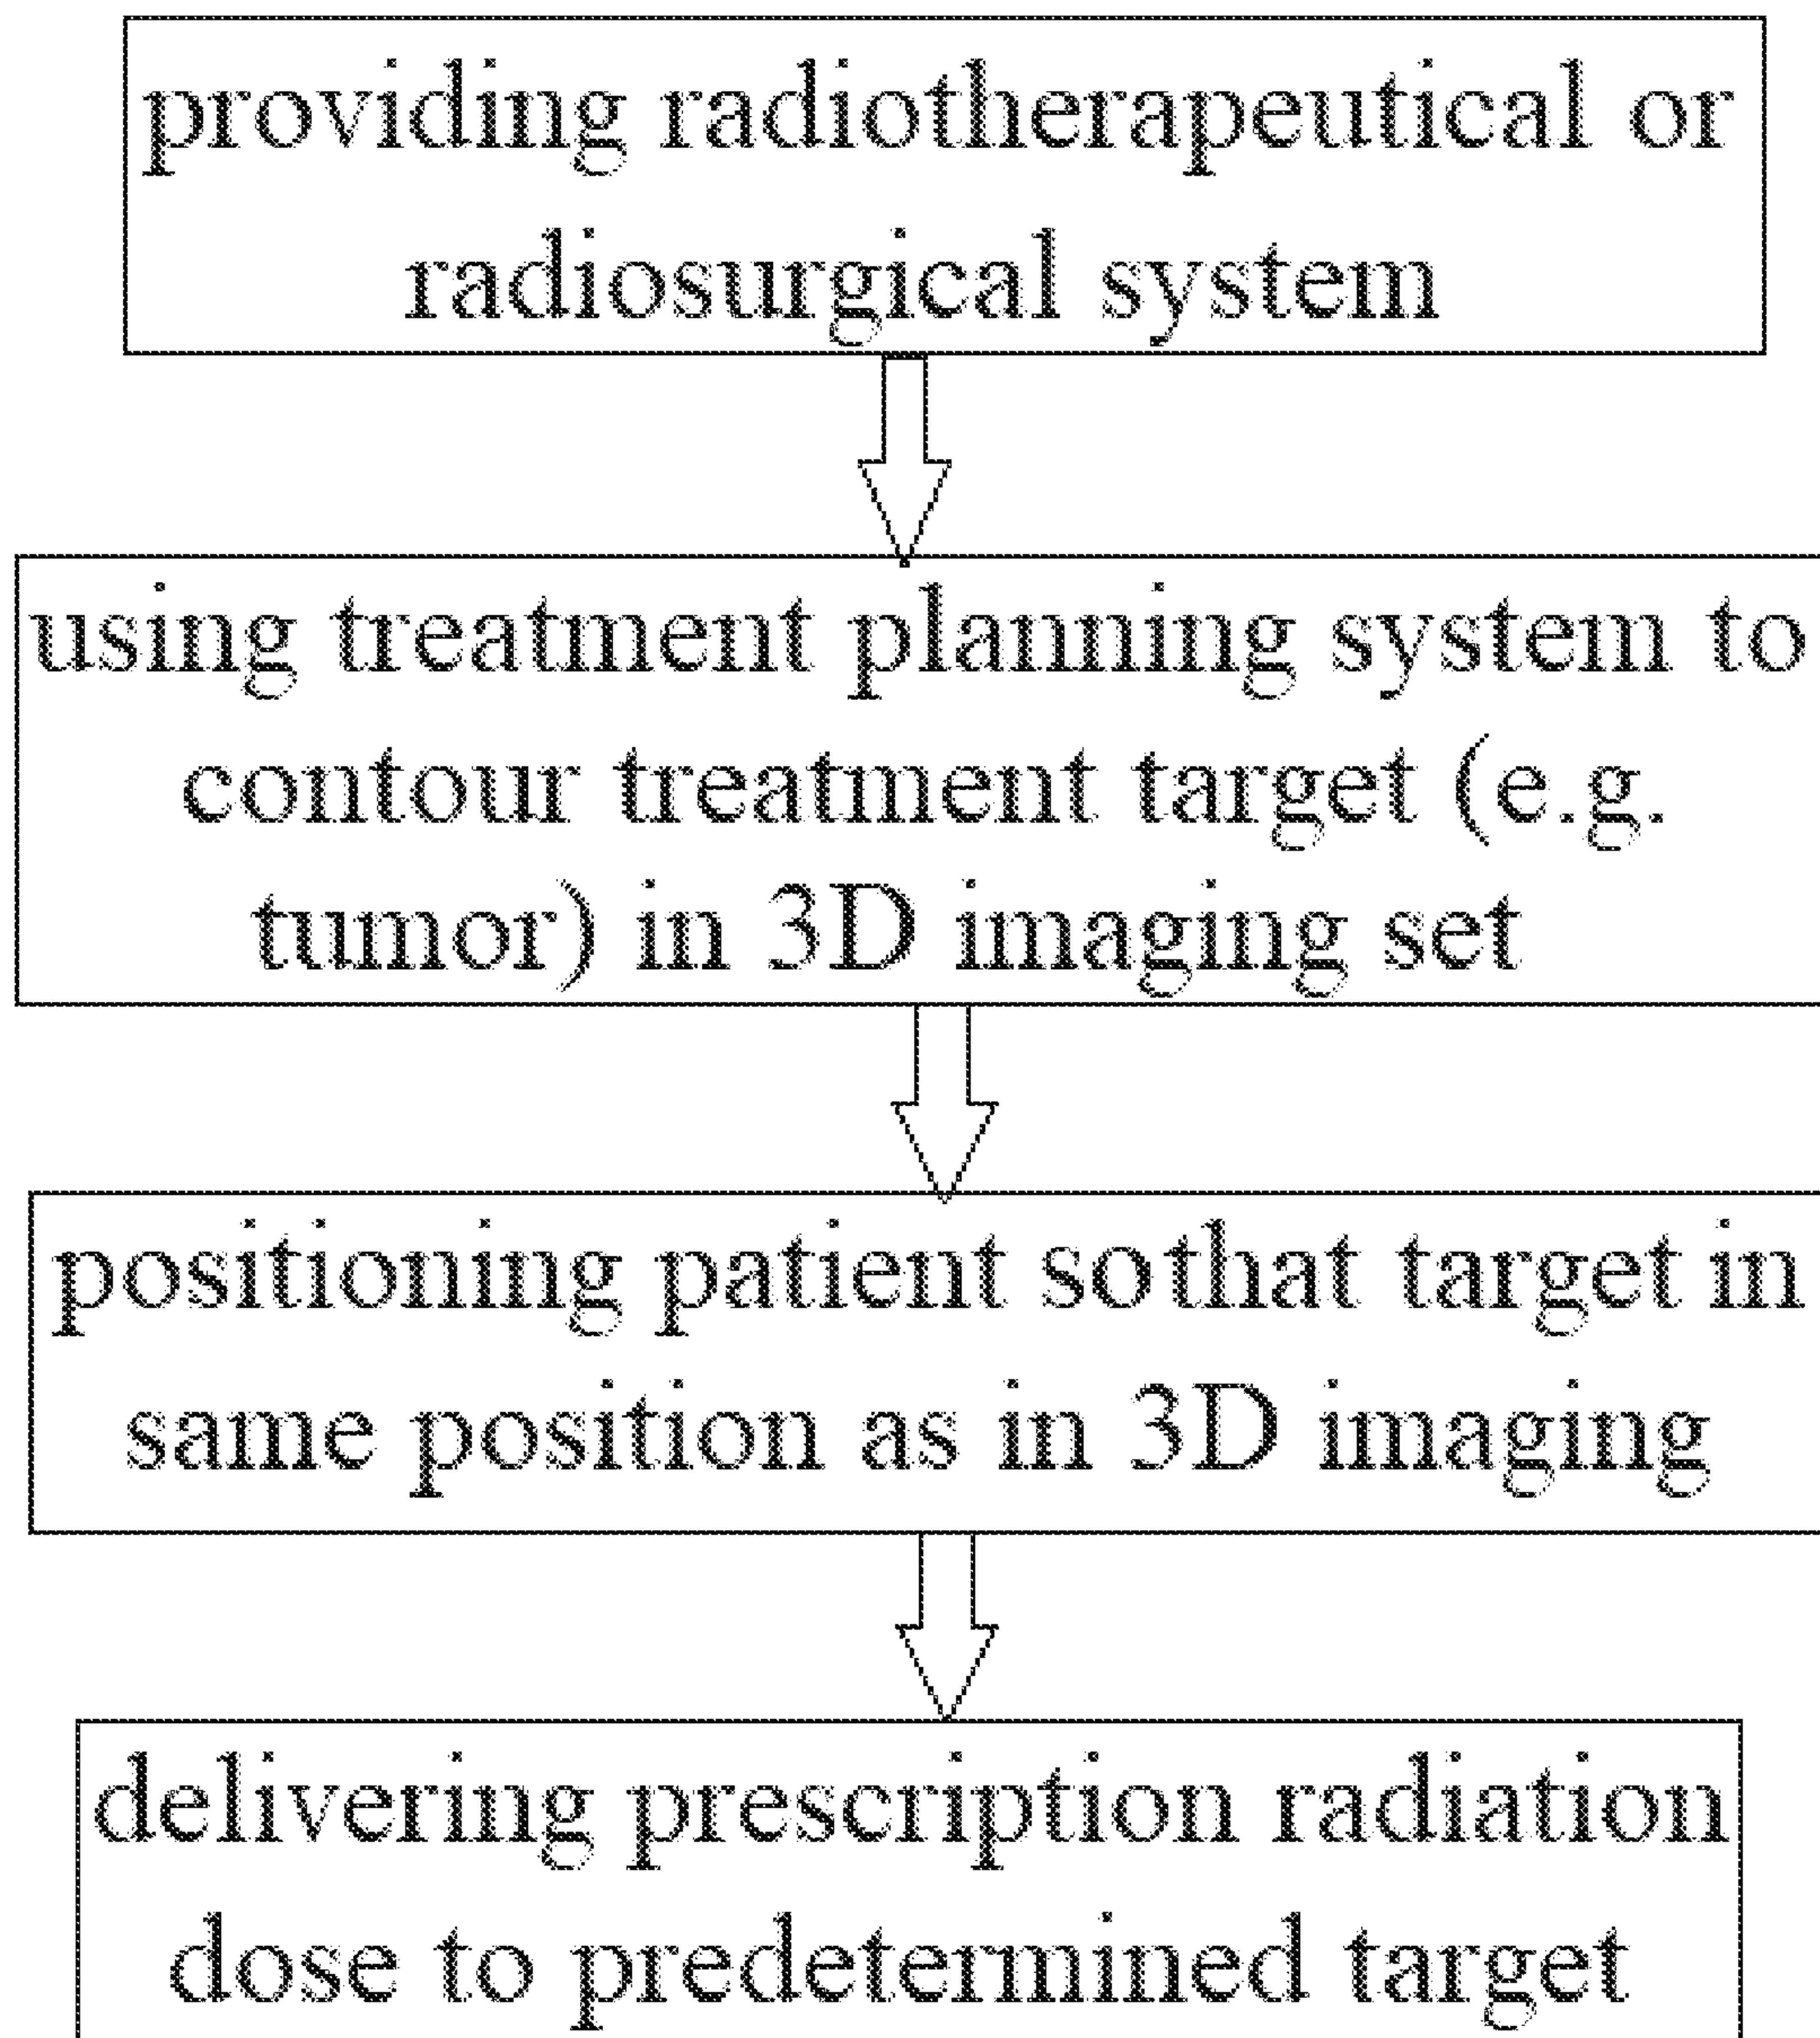 providing radiotherapeutical or
radiosurgical system
using treatment planning system to
contour treatment target (e.g.
tumor) in 3D imaging set
positioning patient sothat target in
same position as in 3D imaging
delivering prescription radiation
dose to predetermined target